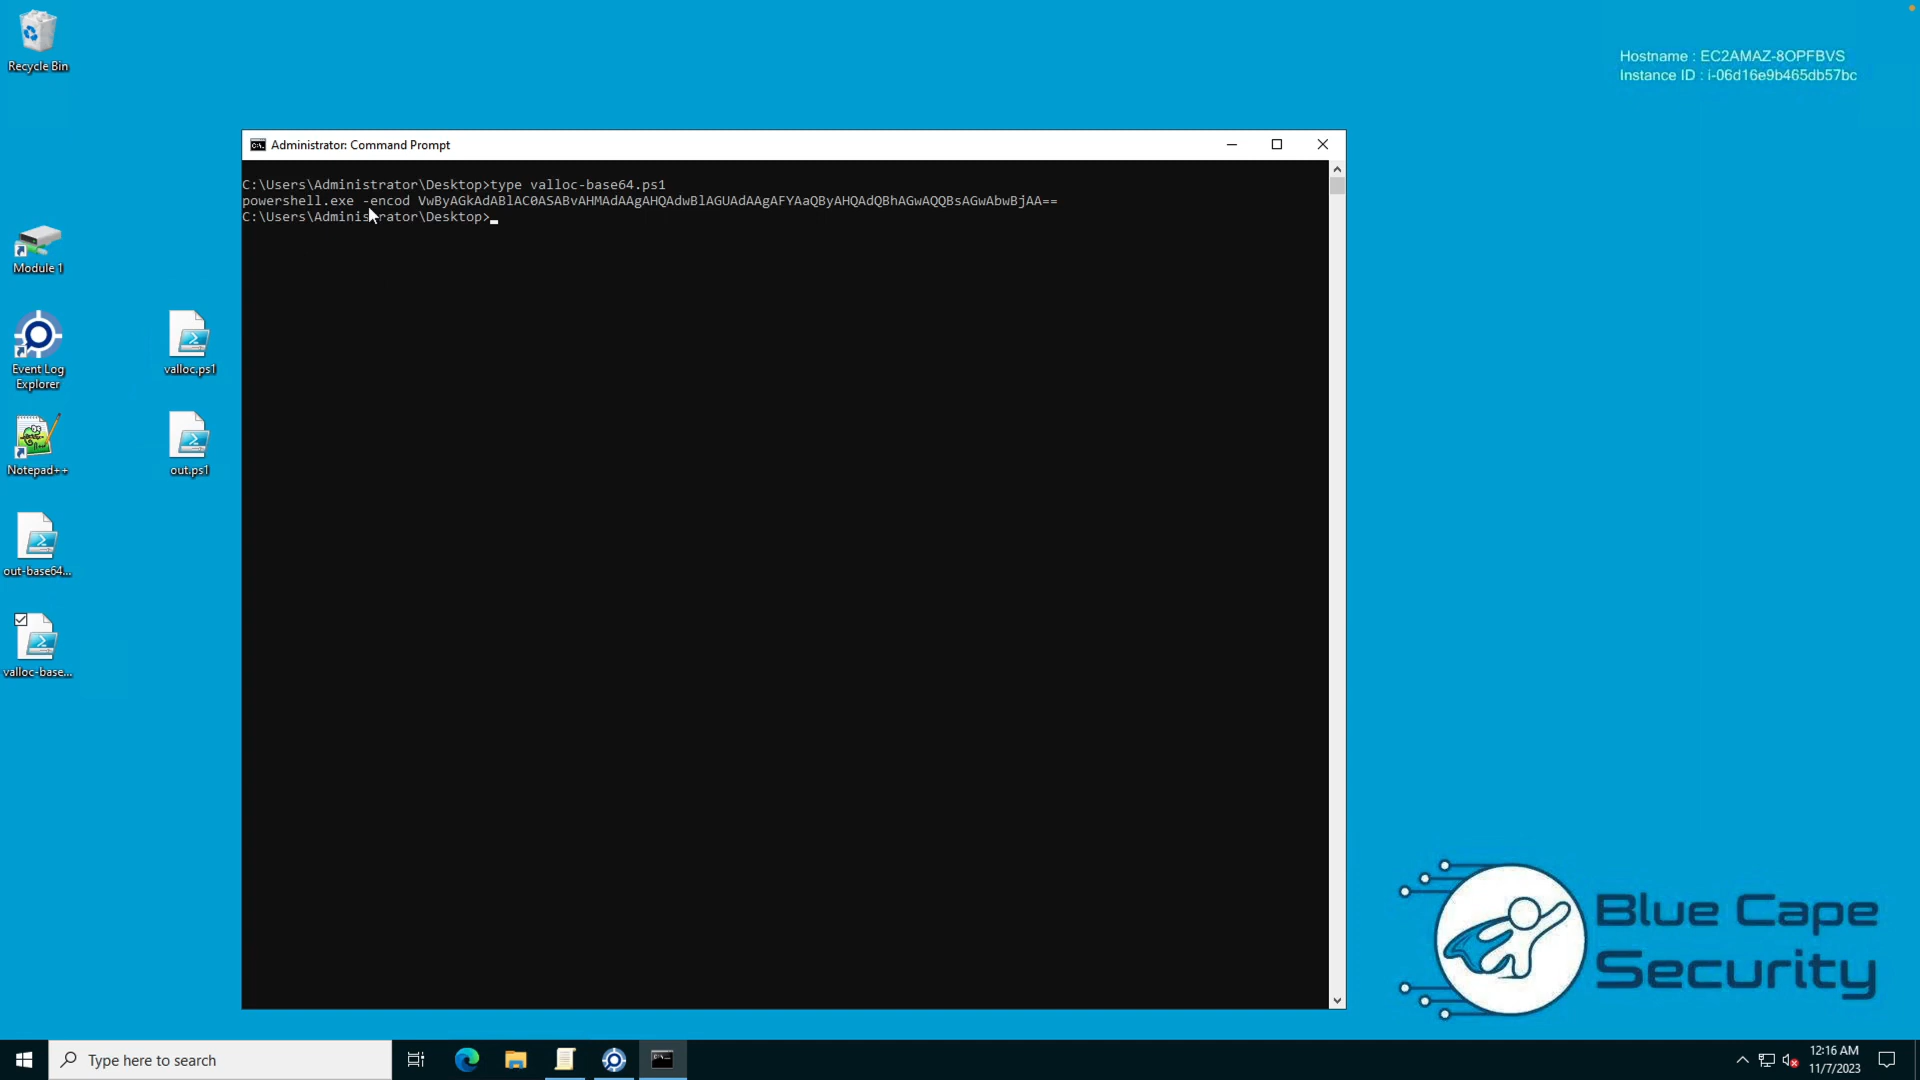 Recycle Bin
Hostname : EC2AMAZ-8OPFBVS
Instance ID : i-06d16e9b465db57bc
Administrator: Command Prompt
C:\Users\Administrator\Desktop>type valloc-base64.ps1
powershell.exe -encod VwByAGkAdABlAC0ASABvAHMAdAAgAHQAdwBlAGUAdAAgAFYAaQByAHQAdQBhAGwAQQBsAGwAbwBjAA==
C:\Users\Administrator\Desktop>
Module 1
Event Log
Explorer
valloc.ps1
Notepad++
out.ps1
out-base64...
valloc-base...
Blue Cape
Security
Type here to search
12:16 AM
11/7/2023